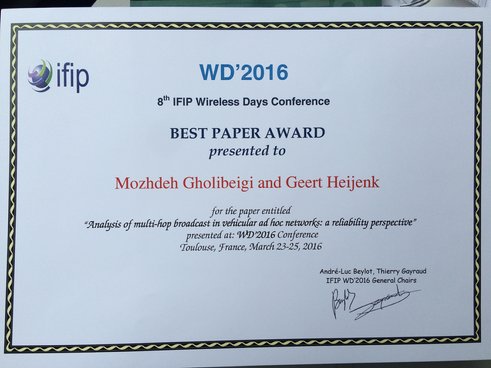 ifip
WD'2016
8th IFIP Wireless Days Conference
BEST PAPER AWARD
presented to
Mozhdeh Gholibeigi and Geert Heijenk
for the paper entitled
“Analysis of multi-hop broadcast in vehicular ad hoc networks: a reliability perspective”
presented at: WD'2016 Conference
Toulouse, France, March 23-25, 2016
André-Luc Beylot, Thierry Gayraud
IFIP WD'2016 General Chairs